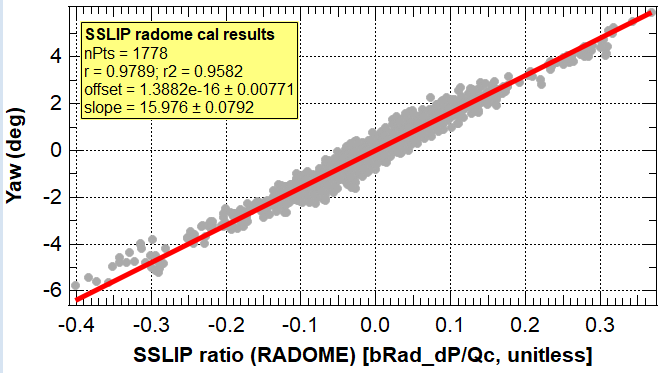 SSLIP radome cal results
nPts = 1778
r = 0.9789; r2 = 0.9582
offset = 1.3882e-16 ± 0.00771
slope = 15.976 ± 0.0792
Yaw (deg)
4
2
0
-2
-4
-6
-0.4 -0.3 -0.2 -0.1 0.0 0.1 0.2 0.3
SSLIP ratio (RADOME) [bRad_dP/Qc, unitless]